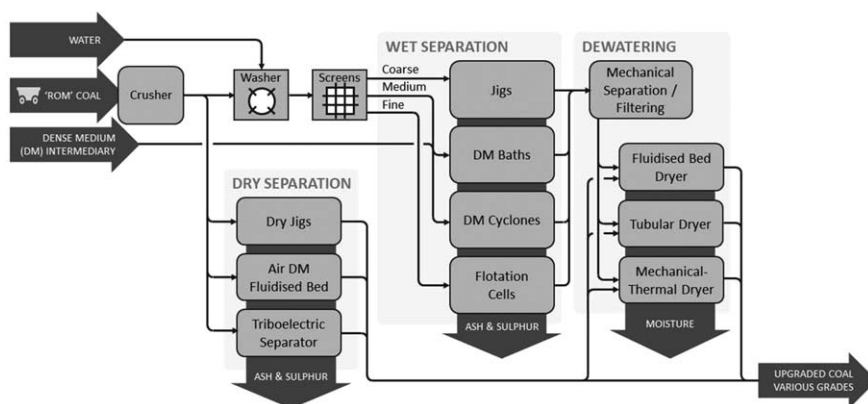 WET SEPARATION
DEWATERING
WATER
Washer
Screens
Coarse
Medium
Fine
Jigs
Mechanical
Separation /
Filtering
'ROM' COAL
Crusher
DENSE MEDIUM
(DM) INTERMEDIARY
DM Baths
Fluidised Bed
Dryer
DRY SEPARATION
Dry Jigs
DM Cyclones
Tubular Dryer
Air DM
Fluidised Bed
Flotation
Cells
Mechanical-
Thermal Dryer
Triboelectric
Separator
ASH & SULPHUR
MOISTURE
ASH & SULPHUR
UPGRADED COAL
VARIOUS GRADES